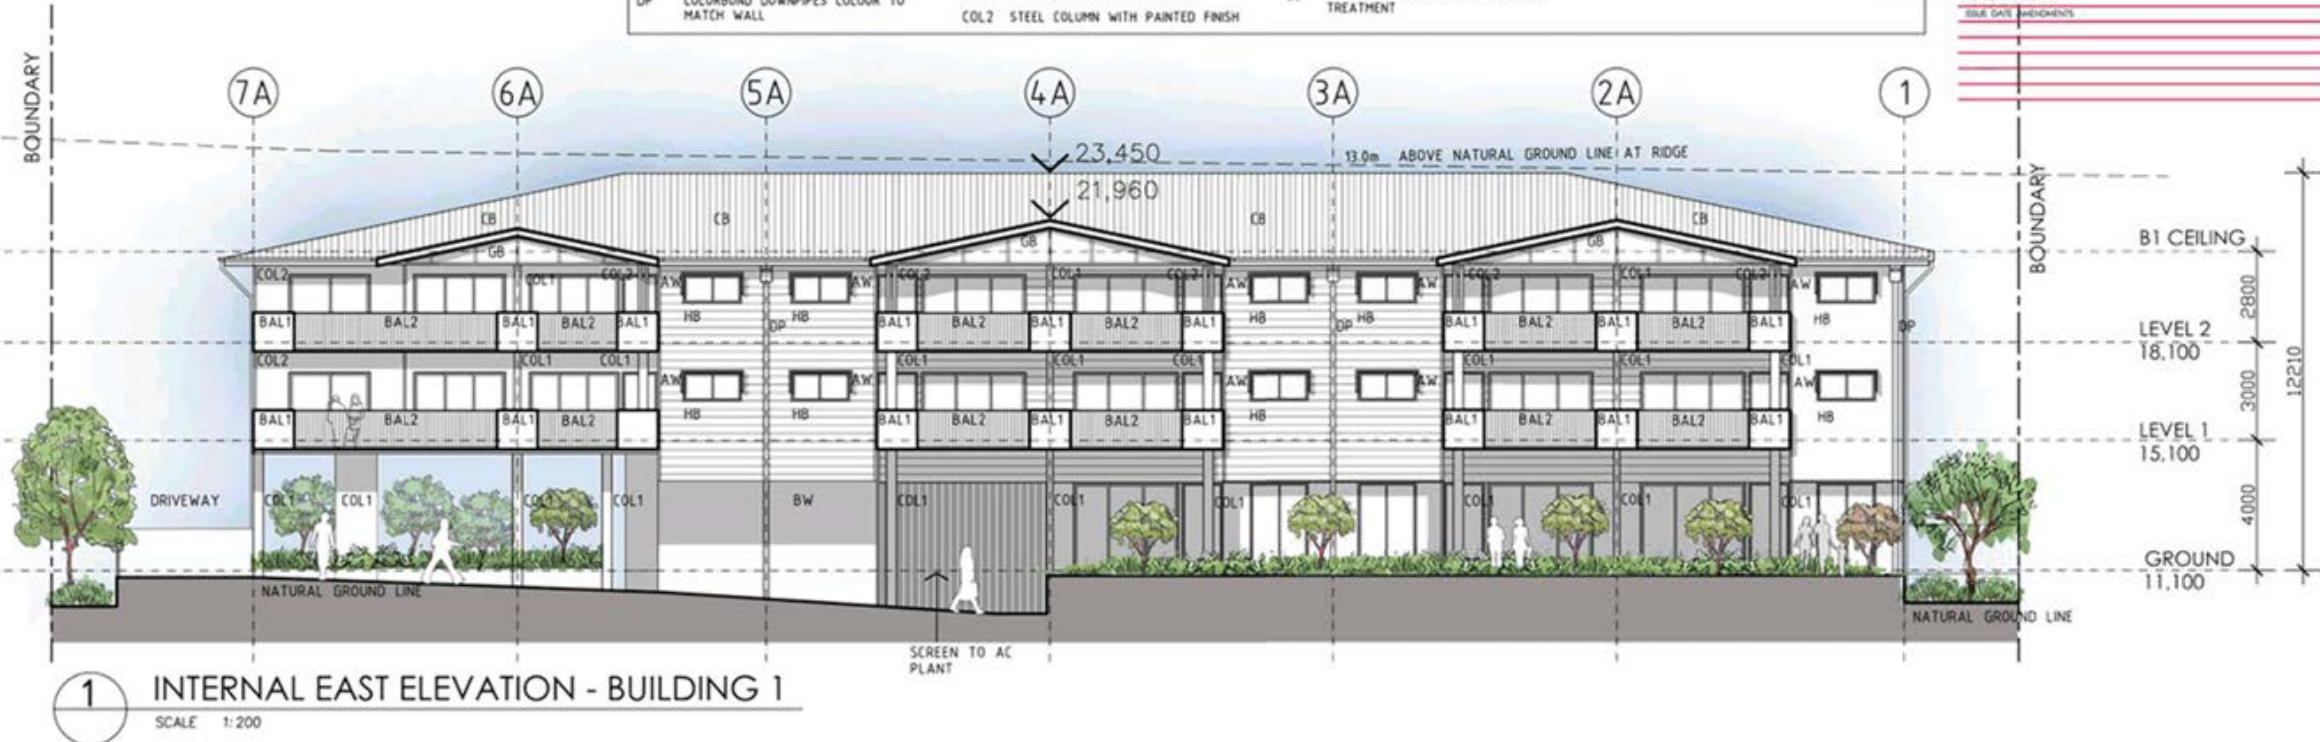 COLORBOND DOWNPIPES COLOUR TO
MATCH WALL
COL2 STEEL COLUMN WITH PAINTED FINISH
TREATMENT
ISSUE DATE AMENDMENTS
BOUNDARY
7A
6A
5A
4A
3A
2A
1
BOUNDARY
23,450
13.0m ABOVE NATURAL GROUND LINE AT RIDGE
21,960
CB CB CB CB
GB GB GB
B1 CEILING
COL2 COL1 COL2 AW AW COL2 COL1 COL2 AW AW COL2 COL1 COL2 AW
HB DP HB HB DP HB HB DP
2800
BAL1 BAL2 BAL1 BAL2 BAL1 BAL1 BAL2 BAL1 BAL2 BAL1 BAL1 BAL2 BAL1 BAL2 BAL1
LEVEL 2
18,100
COL2 COL1 COL1 COL1 COL1 COL1 COL1 COL1 COL1
AW AW AW AW AW
HB HB HB HB
3000
12210
BAL1 BAL2 BAL1 BAL2 BAL1 BAL2 BAL1 BAL2 BAL1 BAL1 BAL2 BAL1 BAL2 BAL1
LEVEL 1
15,100
DRIVEWAY COL1 COL1 COL1 COL1 BW COL1 COL1 COL1 COL1 COL1 COL1
4000
GROUND
11,100
NATURAL GROUND LINE
NATURAL GROUND LINE
SCREEN TO AC
PLANT
1 INTERNAL EAST ELEVATION - BUILDING 1
SCALE 1:200